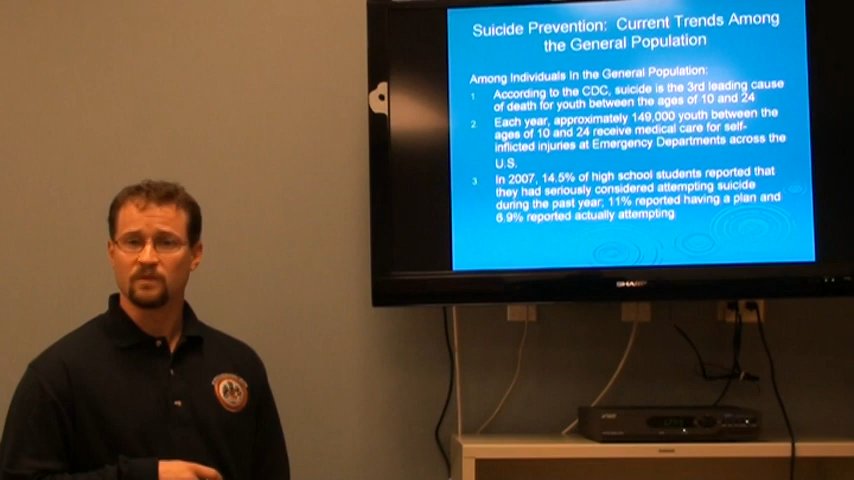 Suicide Prevention: Current Trends Among
the General Population
Among Individuals In the General Population:
1 According to the CDC, suicide is the 3rd leading cause
of death for youth between the ages of 10 and 24
2 Each year, approximately 149,000 youth between the
ages of 10 and 24 receive medical care for self-
inflicted injuries at Emergency Departments across the
U.S.
3 In 2007, 14.5% of high school students reported that
they had seriously considered attempting suicide
during the past year; 11% reported having a plan and
6.9% reported actually attempting
SHARP